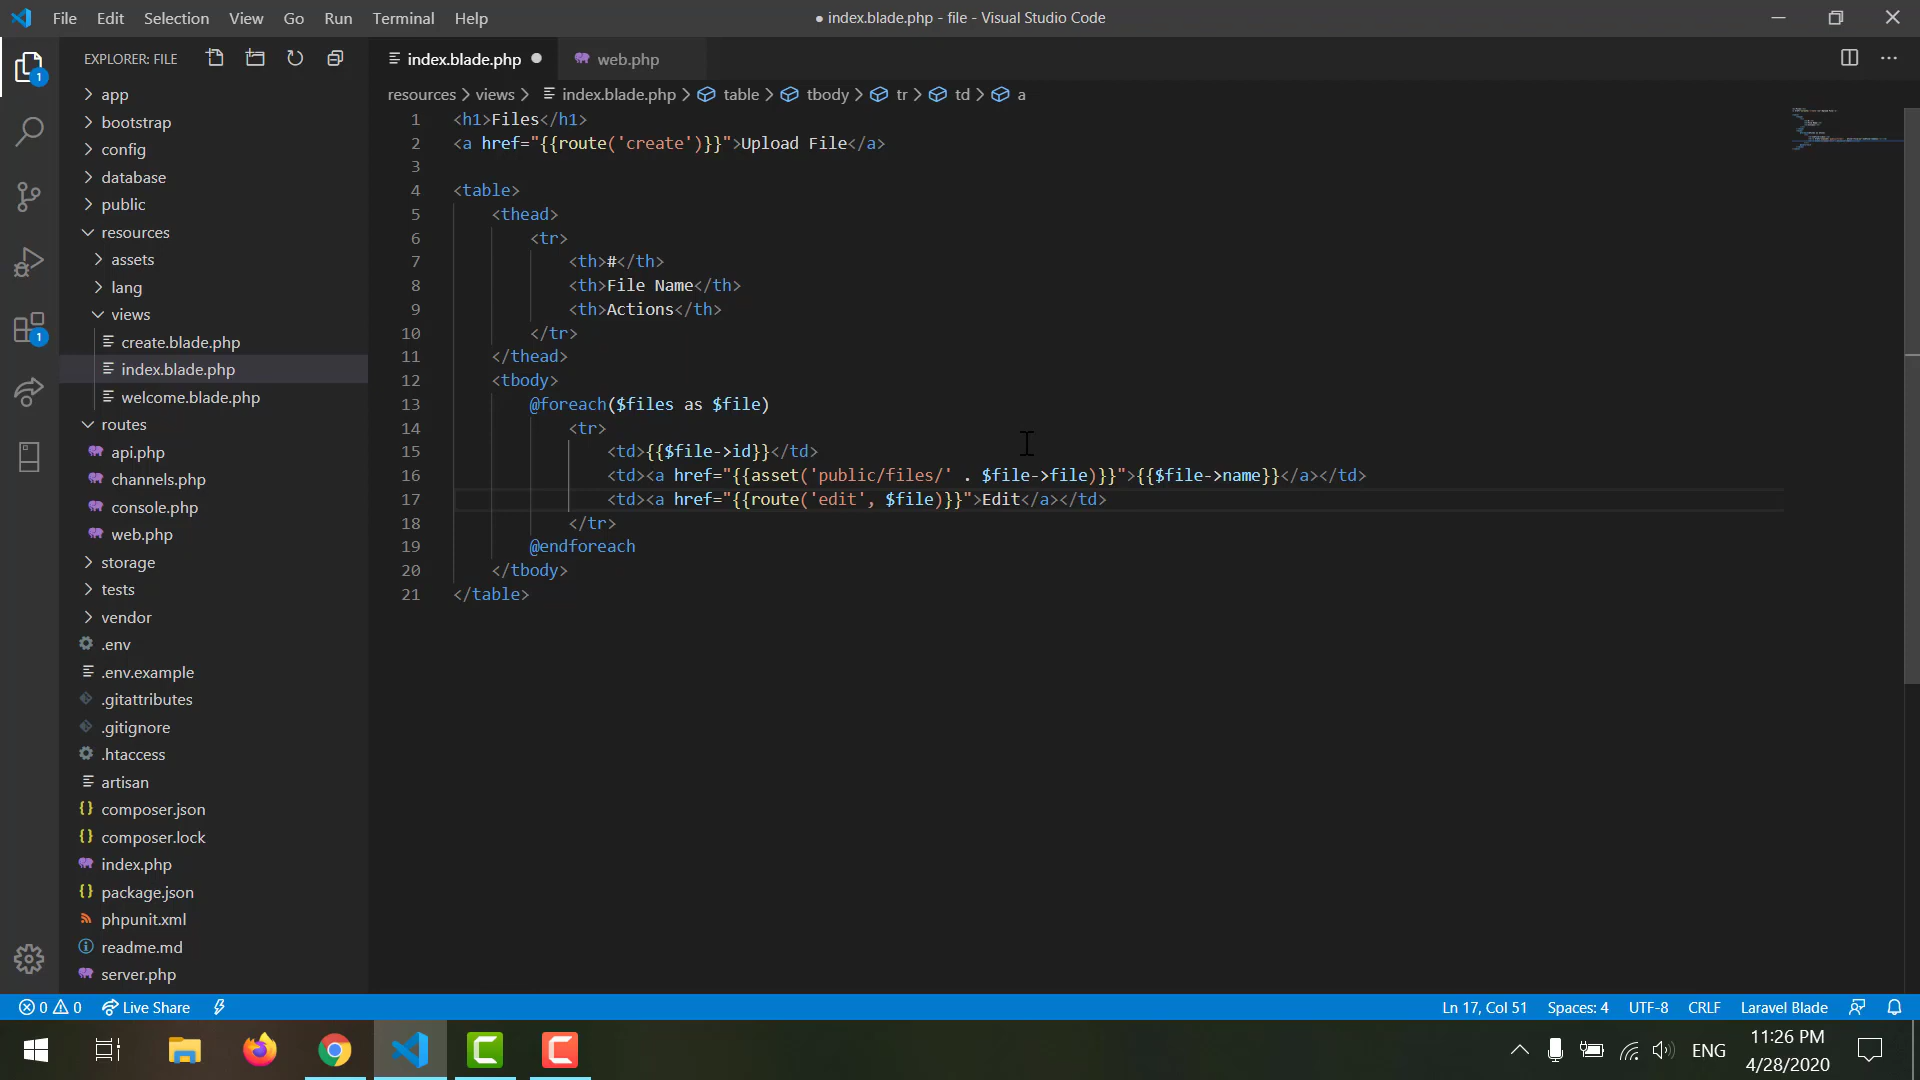 File Edit Selection View Go Run Terminal Help
● index.blade.php - file - Visual Studio Code
EXPLORER: FILE
app
bootstrap
config
database
public
resources
assets
lang
views
create.blade.php
index.blade.php
welcome.blade.php
routes
api.php
channels.php
console.php
web.php
storage
tests
vendor
.env
.env.example
.gitattributes
.gitignore
.htaccess
artisan
composer.json
composer.lock
index.php
package.json
phpunit.xml
readme.md
server.php
1
1
index.blade.php ● web.php
resources > views > index.blade.php > table > tbody > tr > td > a
1 <h1>Files</h1>
2 <a href="{{route('create')}}">Upload File</a>
3
4 <table>
5 <thead>
6 <tr>
7 <th>#</th>
8 <th>File Name</th>
9 <th>Actions</th>
10 </tr>
11 </thead>
12 <tbody>
13 @foreach($files as $file)
14 <tr>
15 <td>{{$file->id}}</td>
16 <td><a href="{{asset('public/files/' . $file->file)}}">{{$file->name}}</a></td>
17 <td><a href="{{route('edit', $file)}}">Edit</a></td>
18 </tr>
19 @endforeach
20 </tbody>
21 </table>
0 0 Live Share
Ln 17, Col 51 Spaces: 4 UTF-8 CRLF Laravel Blade
ENG
11:26 PM
4/28/2020